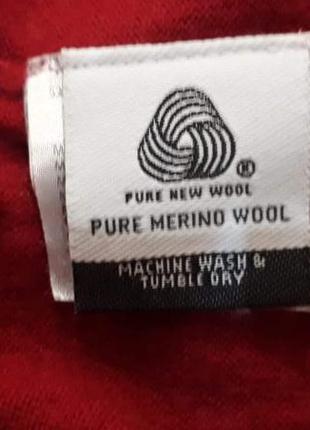 ®
PURE NEW WOOL
PURE MERINO WOOL
MACHINE WASH &
TUMBLE DRY